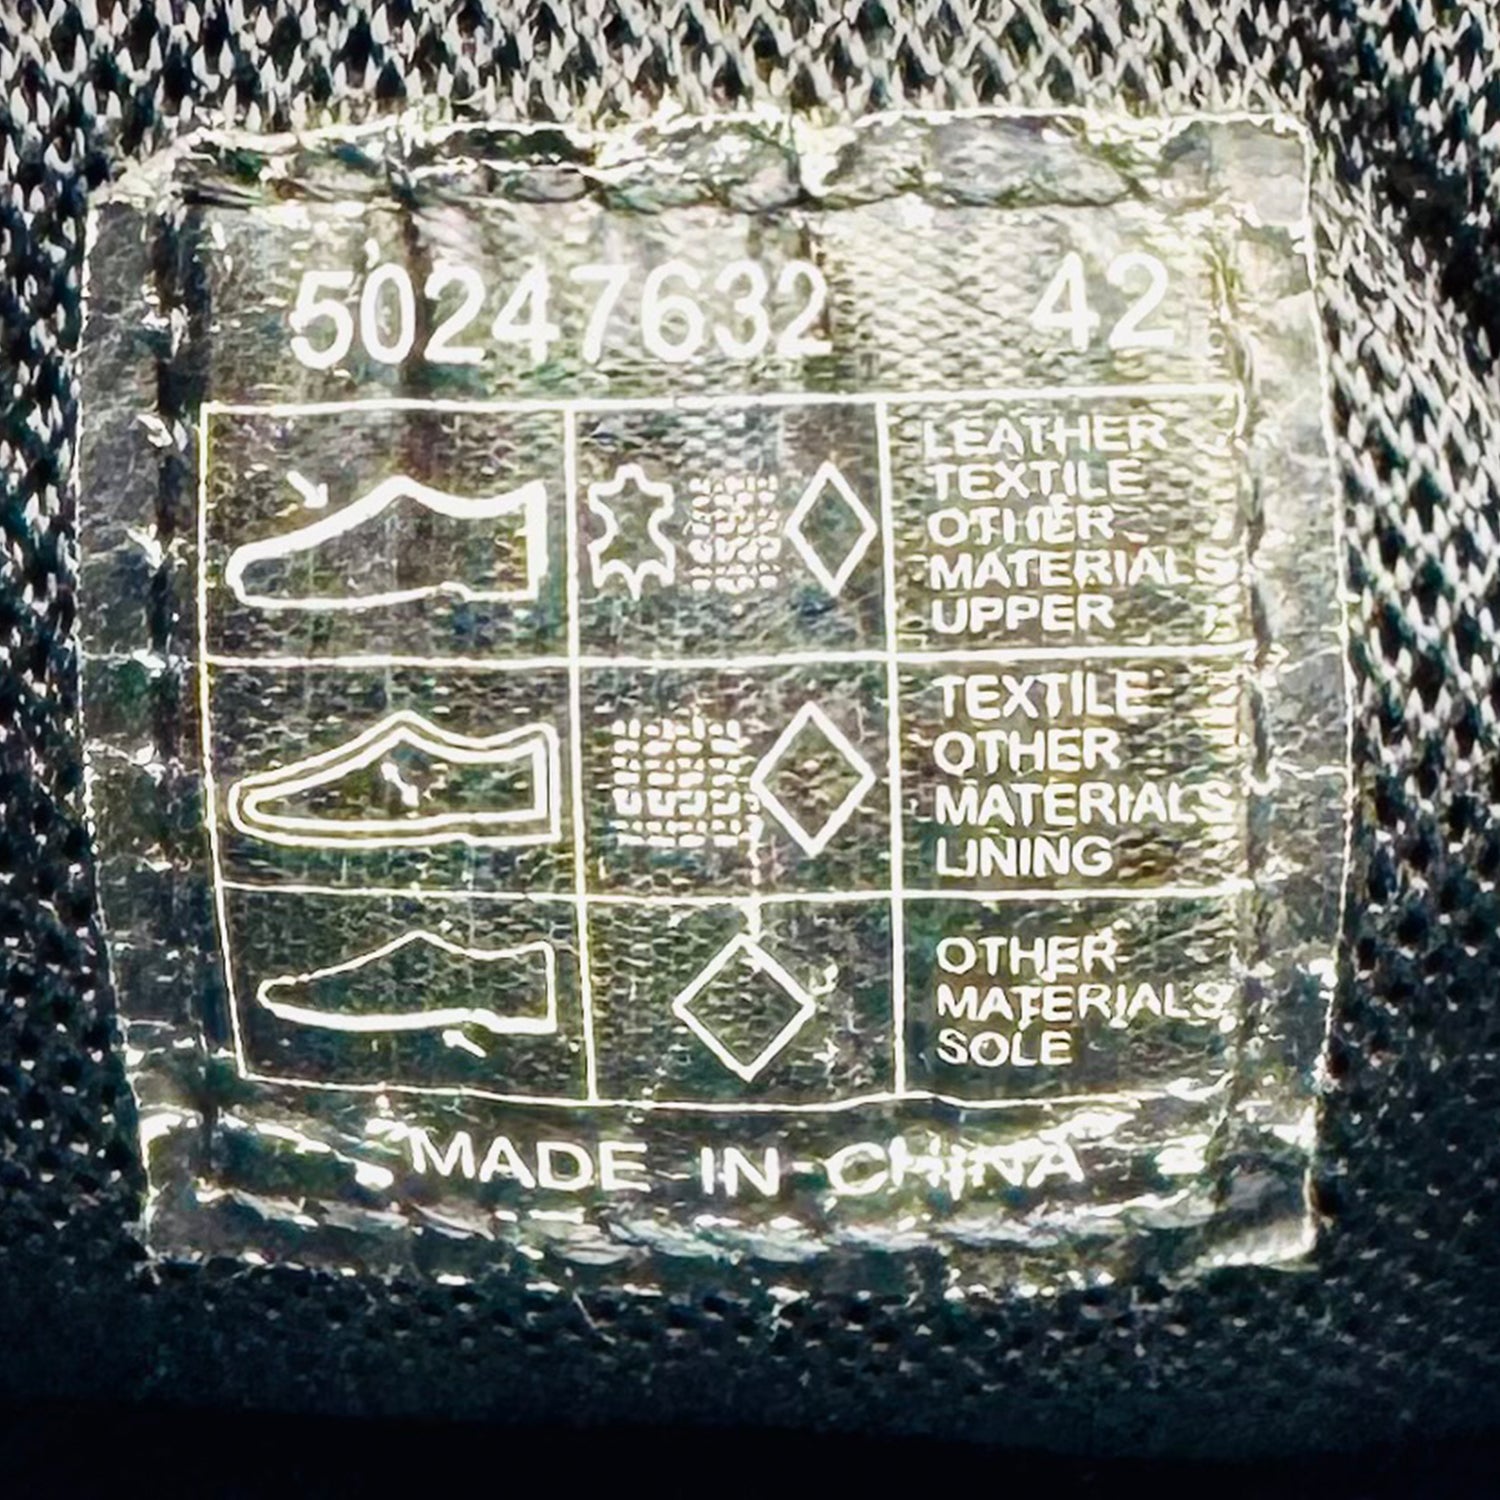 50247632 42
LEATHER
TEXTILE
OTHER
MATERIALS
UPPER
TEXTILE
OTHER
MATERIALS
LINING
OTHER
MATERIALS
SOLE
MADE IN CHINA